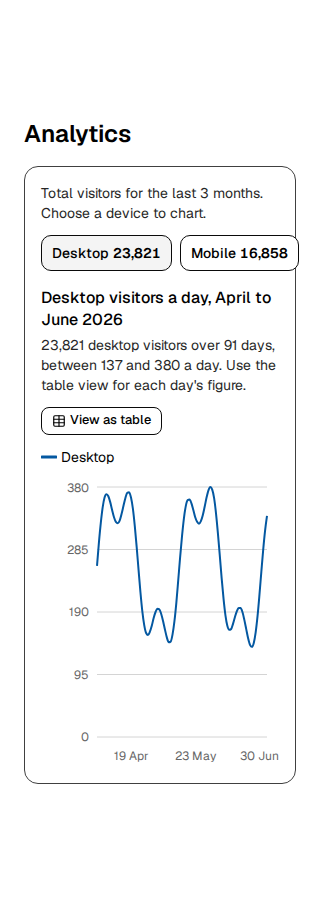 Analytics
Total visitors for the last 3 months.
Choose a device to chart.
Desktop 23,821
Mobile 16,858
Desktop visitors a day, April to
June 2026
23,821 desktop visitors over 91 days,
between 137 and 380 a day. Use the
table view for each day's figure.
View as table
Desktop
380
285
190
95
0
19 Apr
23 May
30 Jun